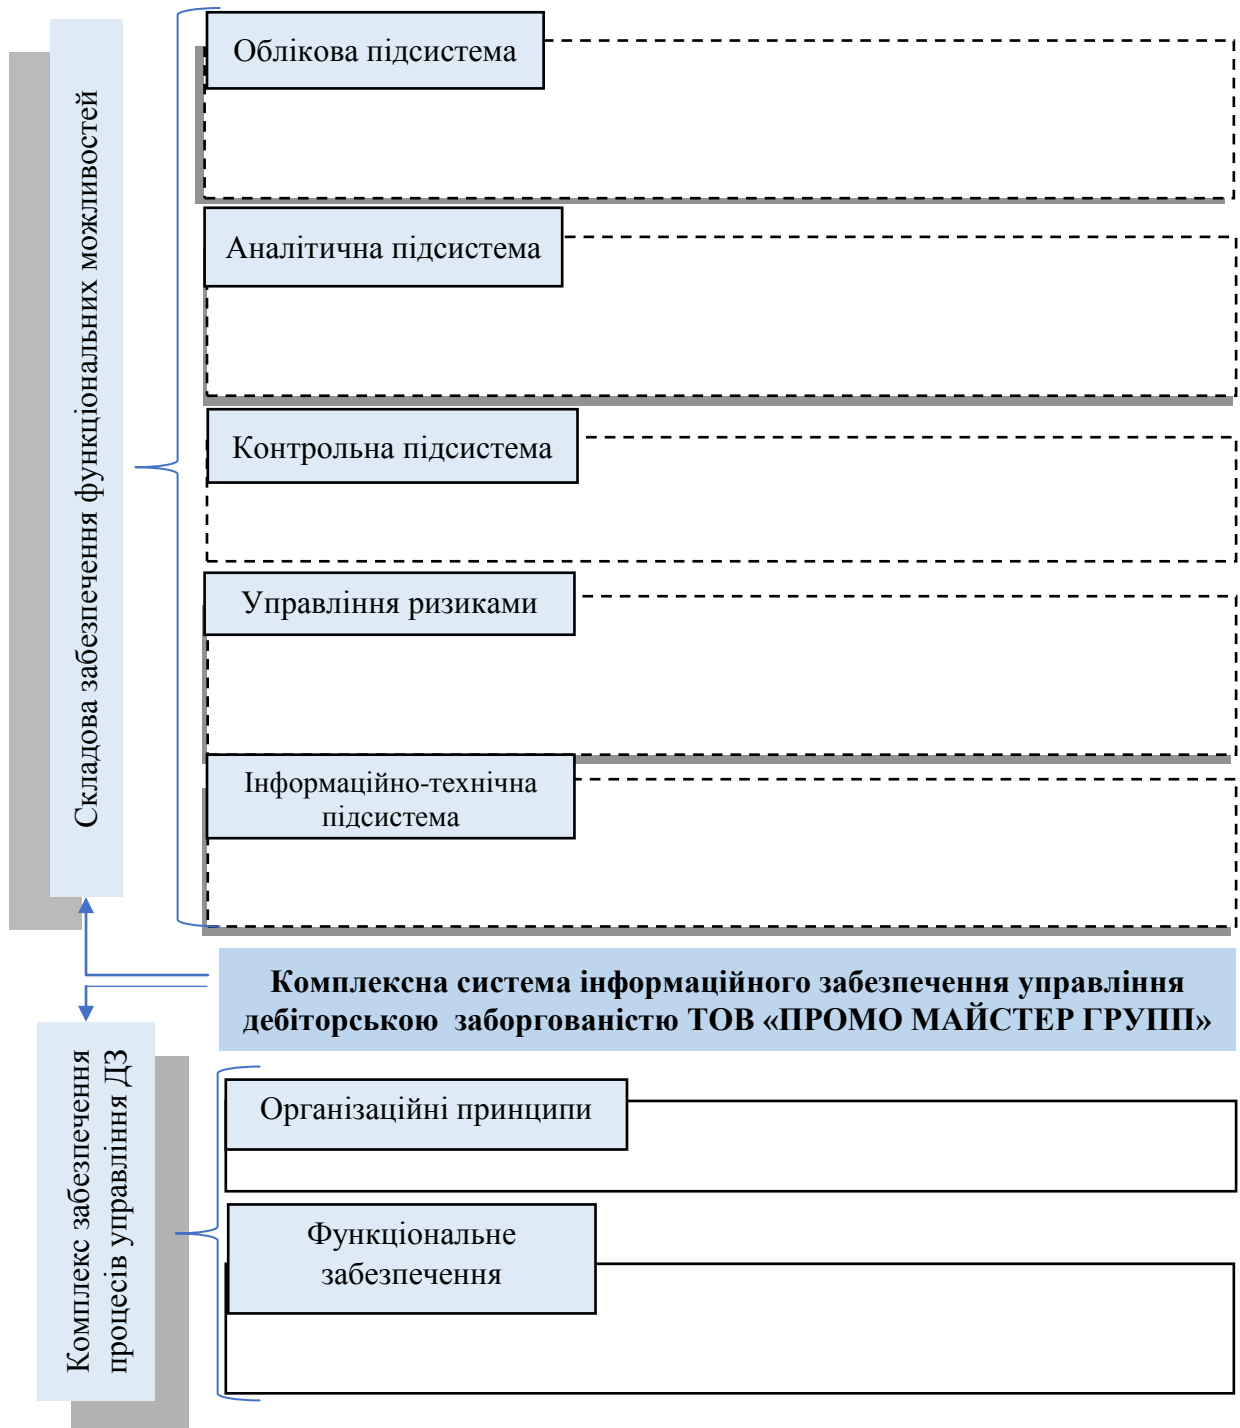 Складова забезпечення функціональних можливостей
Облікова підсистема
Аналітична підсистема
Контрольна підсистема
Управління ризиками
Інформаційно-технічна
підсистема
Комплексна система інформаційного забезпечення управління
дебіторською заборгованістю ТОВ «ПРОМО МАЙСТЕР ГРУПП»
Комплекс забезпечення
процесів управління ДЗ
Організаційні принципи
Функціональне
забезпечення